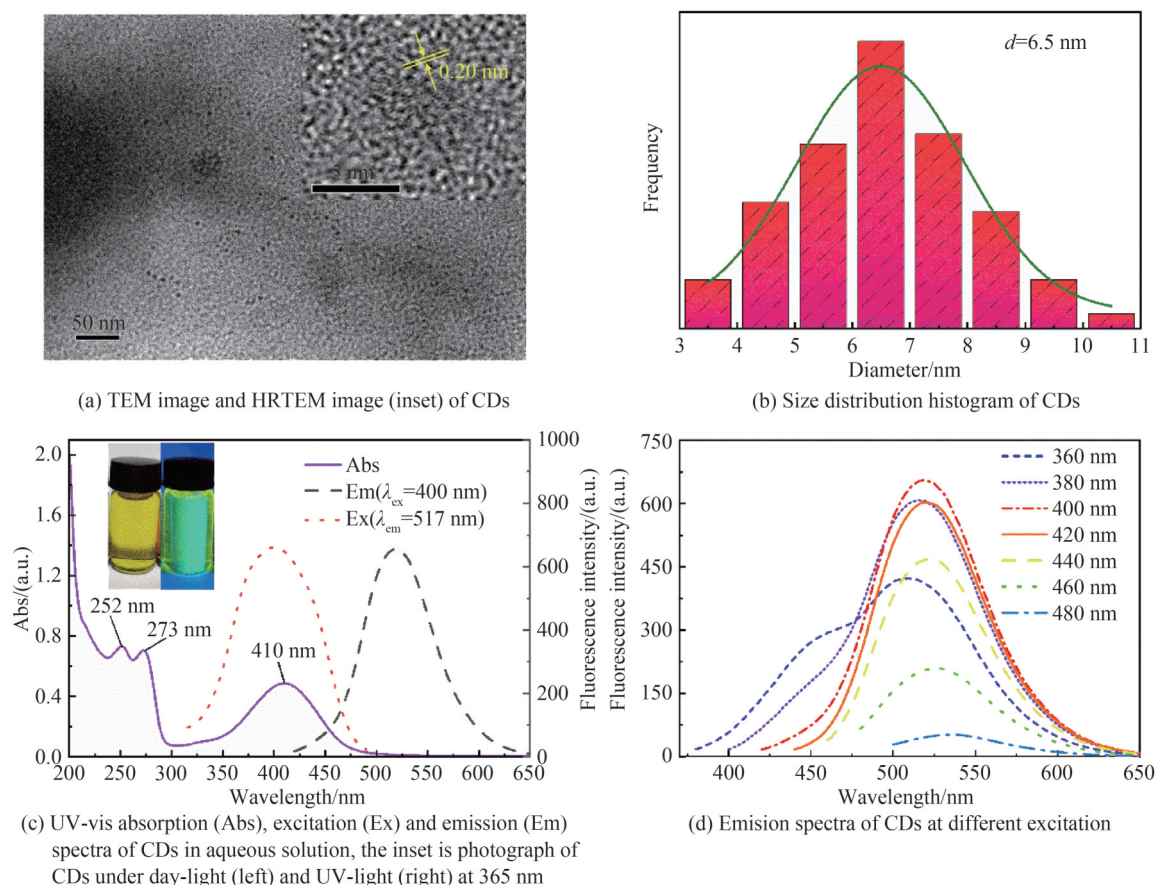 0.20 nm
5 nm
50 nm
(a) TEM image and HRTEM image (inset) of CDs
d=6.5 nm
Frequency
3 4 5 6 7 8 9 10 11
Diameter/nm
(b) Size distribution histogram of CDs
2.0
1.6
1.2
0.8
0.4
0.0
Abs/(a.u.)
Abs
Em(λex=400 nm)
Ex(λem=517 nm)
252 nm
273 nm
410 nm
1000
800
600
400
200
0
Fluorescence intensity/(a.u.)
200 250 300 350 400 450 500 550 600 650
Wavelength/nm
(c) UV-vis absorption (Abs), excitation (Ex) and emission (Em)
spectra of CDs in aqueous solution, the inset is photograph of
CDs under day-light (left) and UV-light (right) at 365 nm
750
600
450
300
150
0
Fluorescence intensity/(a.u.)
360 nm
380 nm
400 nm
420 nm
440 nm
460 nm
480 nm
400 450 500 550 600 650
Wavelength/nm
(d) Emision spectra of CDs at different excitation